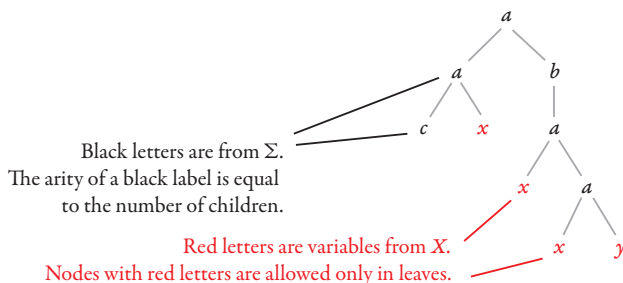 a
a b
c x a
Black letters are from Σ.
The arity of a black label is equal
to the number of children.
x a
Red letters are variables from X.
x y
Nodes with red letters are allowed only in leaves.